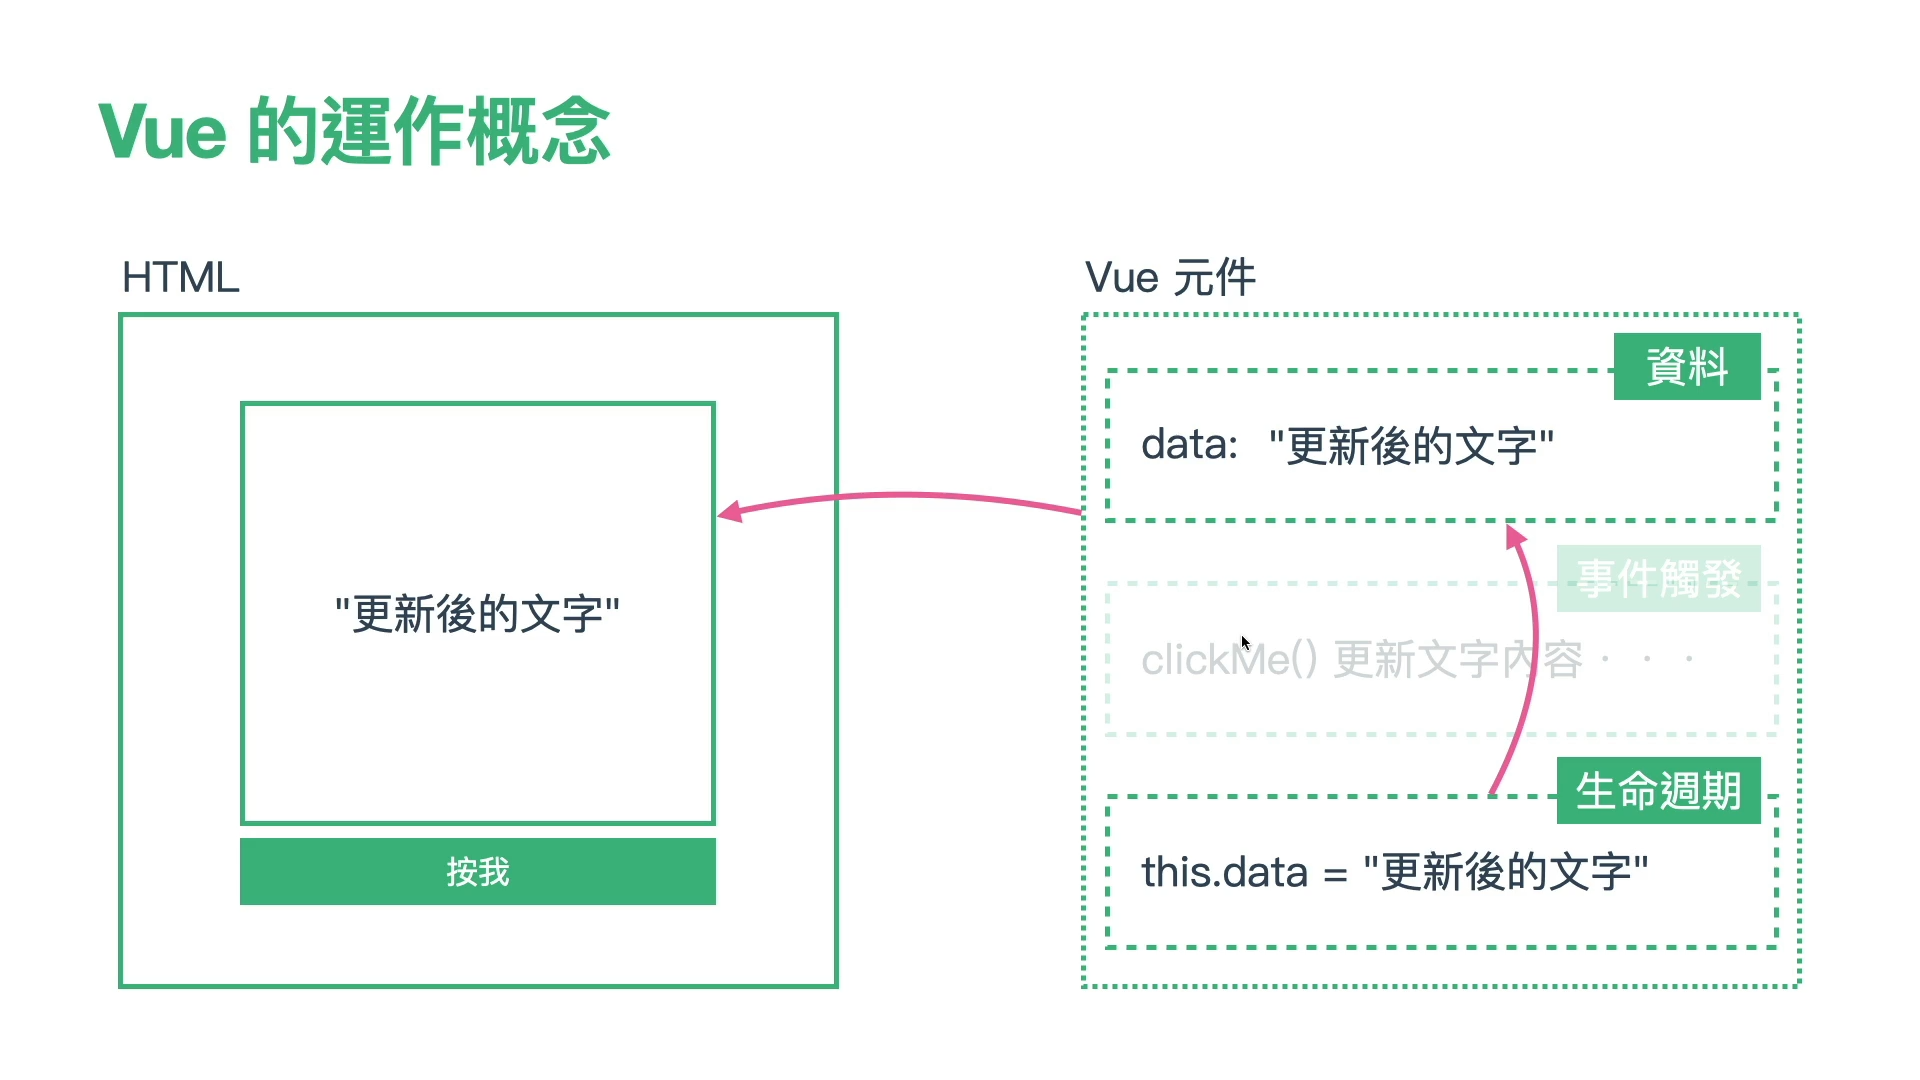 Vue 的運作概念
HTML
"更新後的文字"
按我
Vue 元件
資料
data: "更新後的文字"
事件觸發
clickMe() 更新文字內容・・・
生命週期
this.data = "更新後的文字"